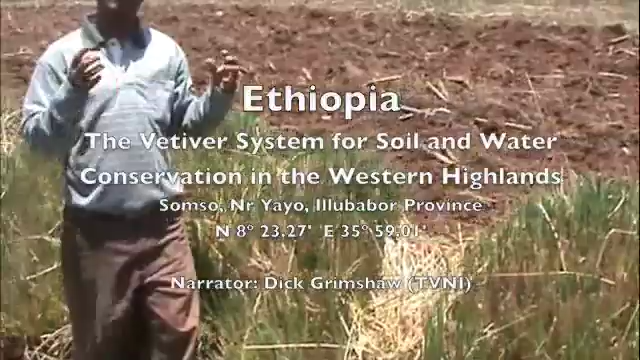 Ethiopia
The Vetiver System for Soil and Water
Conservation in the Western Highlands
Somso, Nr Yayo, Illubabor Province
N 8° 23.27' E 35° 59.01'
Narrator: Dick Grimshaw (TVNI)